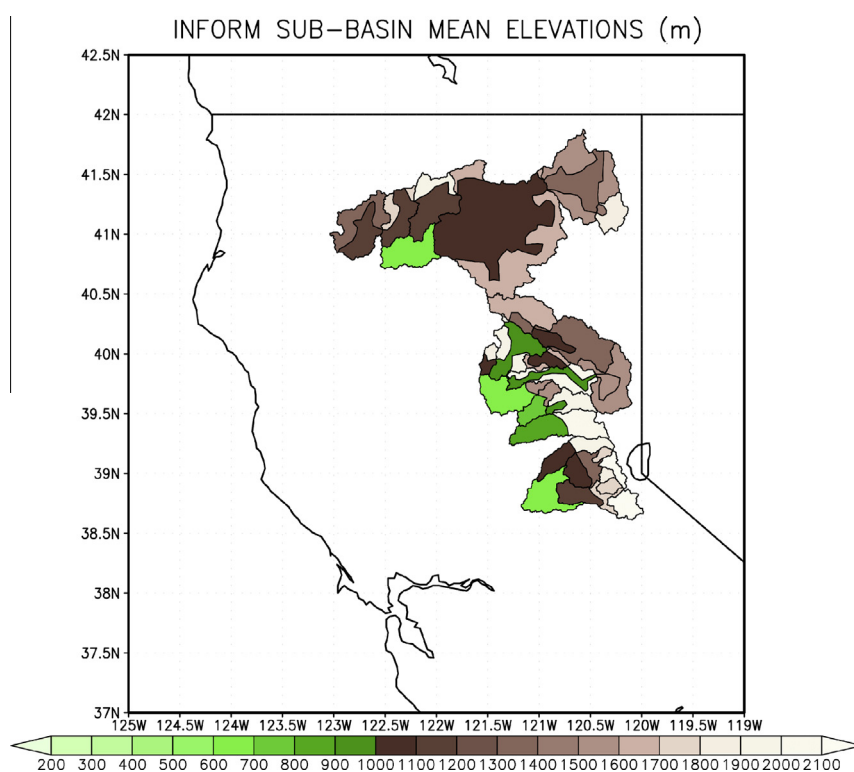 INFORM SUB-BASIN MEAN ELEVATIONS (m)
42.5N
42N
41.5N
41N
40.5N
40N
39.5N
39N
38.5N
38N
37.5N
37N
125W 124.5W 124W 123.5W 123W 122.5W 122W 121.5W 121W 120.5W 120W 119.5W 119W
200 300 400 500 600 700 800 900 1000 1100 1200 1300 1400 1500 1600 1700 1800 1900 2000 2100